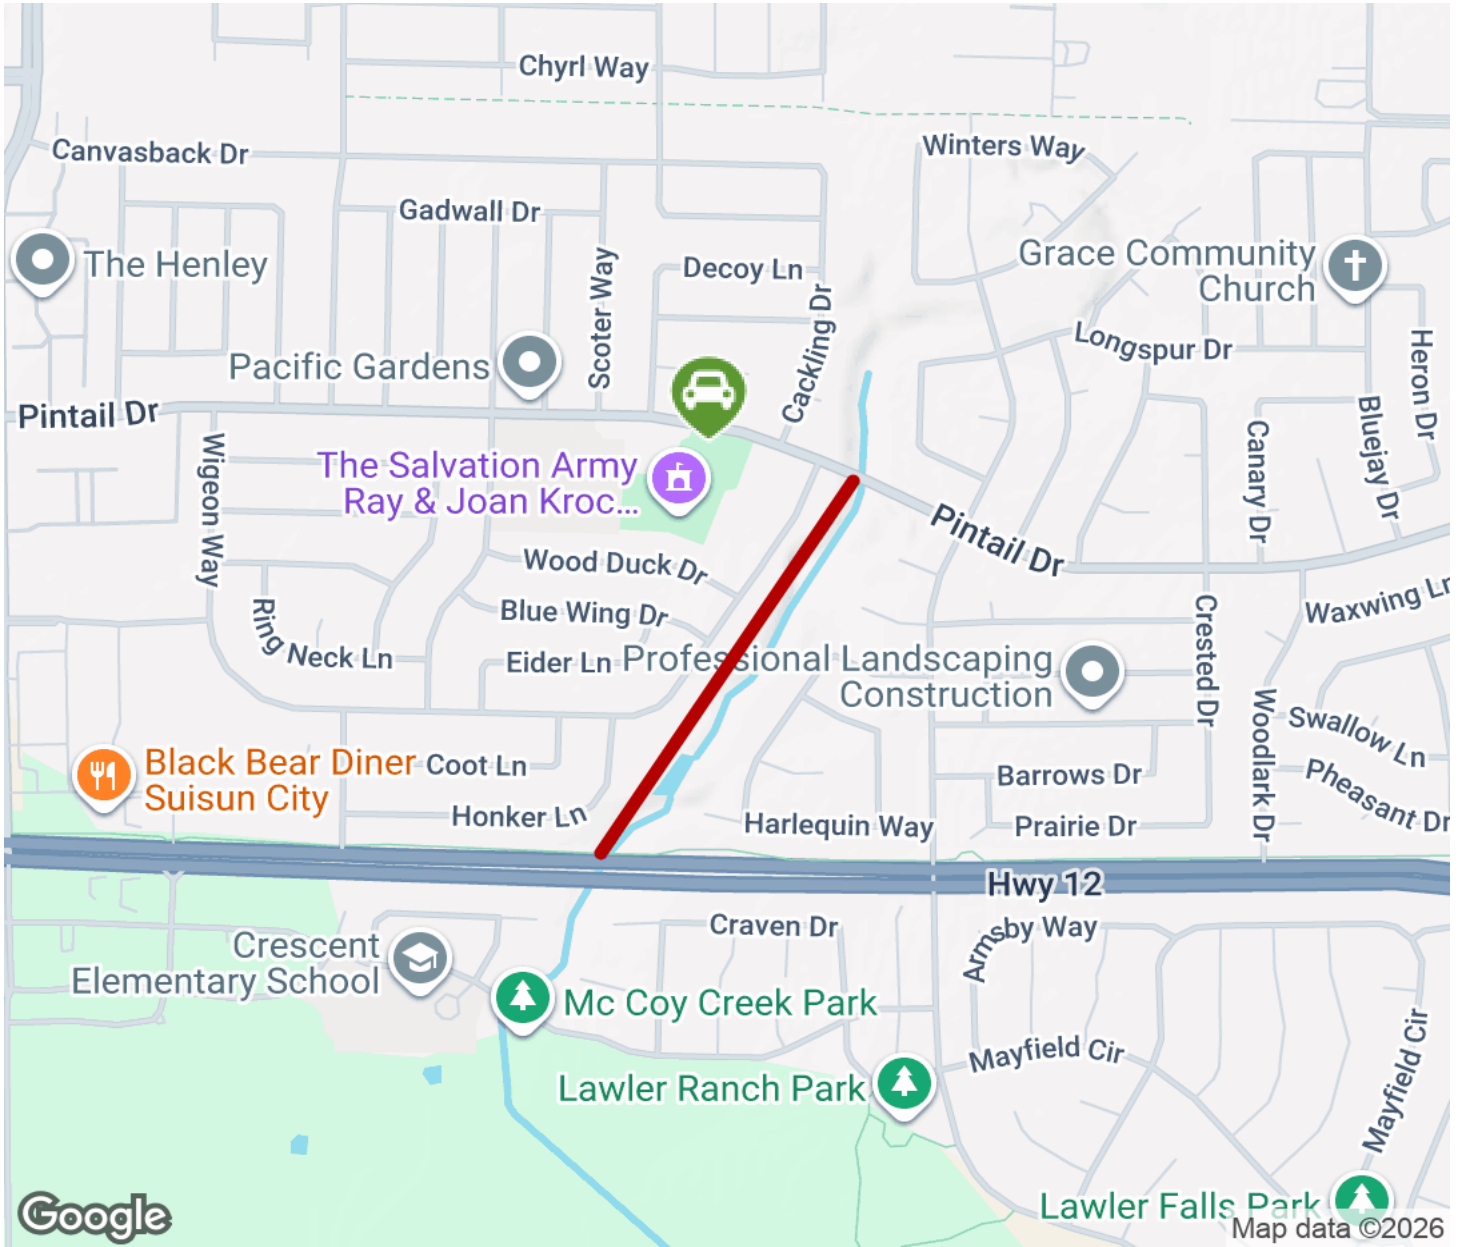 Chyrl Way
Canvasback Dr
Winters Way
Gadwall Dr
The Henley
Grace Community
Church
Decoy Ln
Scoter Way
Cackling Dr
Longspur Dr
Heron Dr
Pacific Gardens
Pintail Dr
Bluejay Dr
Canary Dr
Wigeon Way
The Salvation Army
Ray & Joan Kroc...
Pintail Dr
Wood Duck Dr
Blue Wing Dr
Waxwing Ln
Ring Neck Ln
Eider Ln
Professional Landscaping
Construction
Crested Dr
Woodlark Dr
Swallow Ln
Black Bear Diner
Suisun City
Coot Ln
Barrows Dr
Pheasant Dr
Honker Ln
Harlequin Way
Prairie Dr
Hwy 12
Craven Dr
Armsby Way
Crescent
Elementary School
Mc Coy Creek Park
Mayfield Cir
Mayfield Cir
Lawler Ranch Park
Lawler Falls Park
Google
Map data ©2026